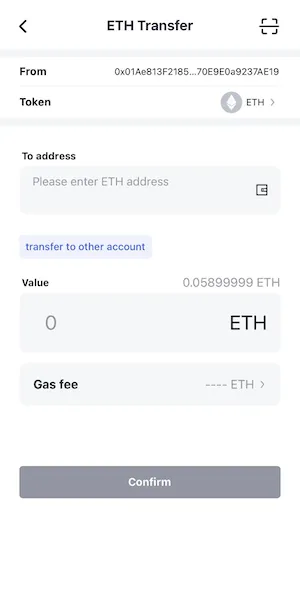 ETH Transfer
From 0x01Ae813F2185...70E9E0a9237AE19
Token ETH
To address
Please enter ETH address
transfer to other account
Value 0.05899999 ETH
0 ETH
Gas fee ---- ETH
Confirm